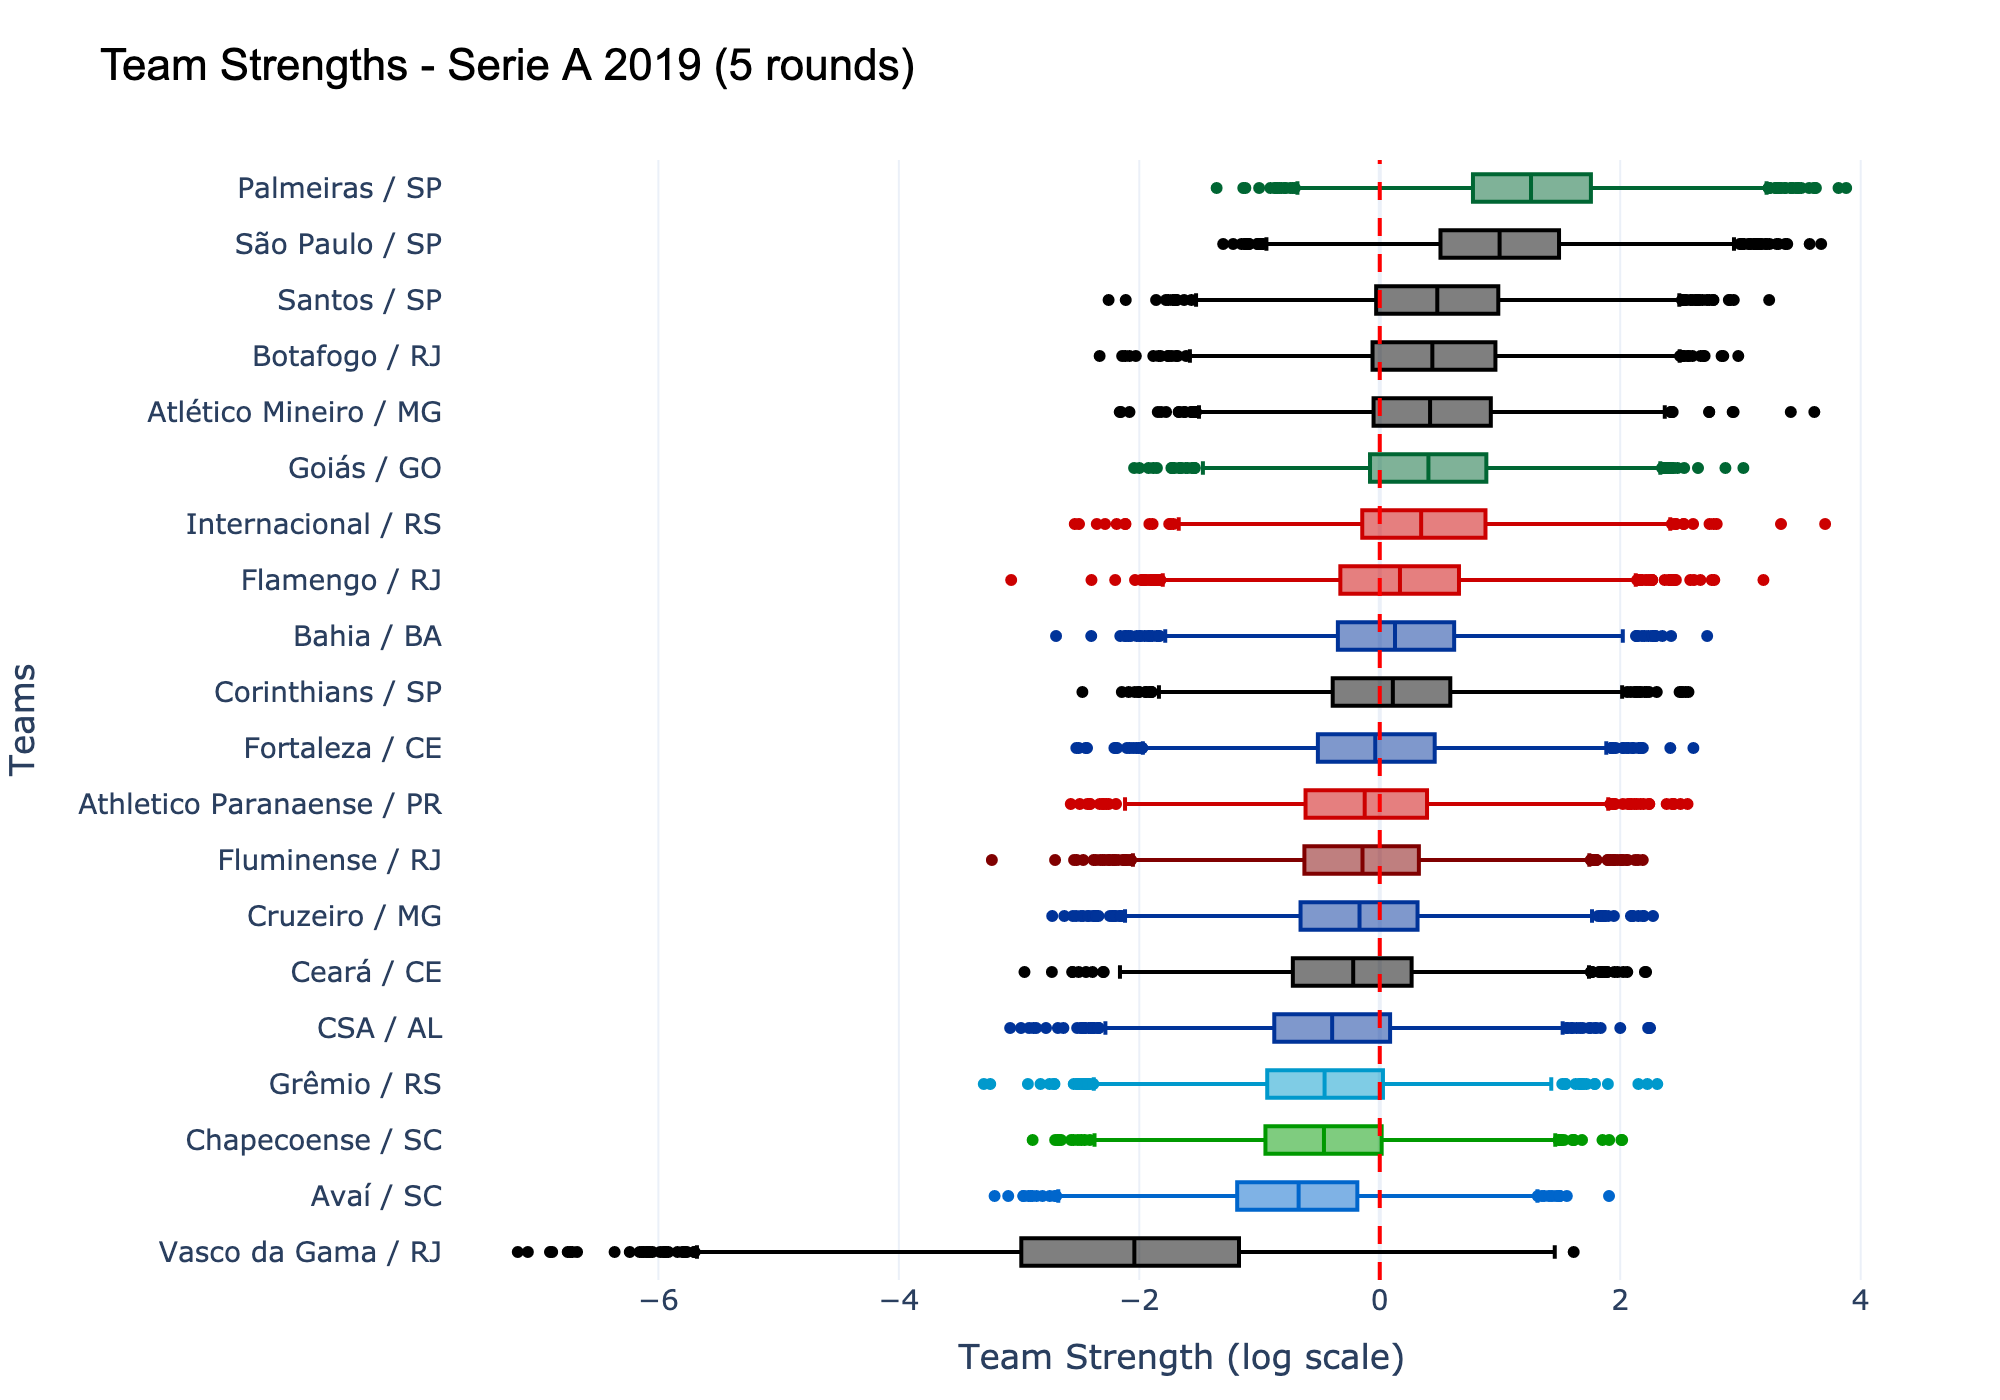 Team Strengths - Serie A 2019 (5 rounds)
Palmeiras / SP
São Paulo / SP
Santos / SP
Botafogo / RJ
Atlético Mineiro / MG
Goiás / GO
Internacional / RS
Flamengo / RJ
Bahia / BA
Corinthians / SP
Fortaleza / CE
Athletico Paranaense / PR
Fluminense / RJ
Cruzeiro / MG
Ceará / CE
CSA / AL
Grêmio / RS
Chapecoense / SC
Avaí / SC
Vasco da Gama / RJ
Teams
−6 −4 −2 0 2 4
Team Strength (log scale)